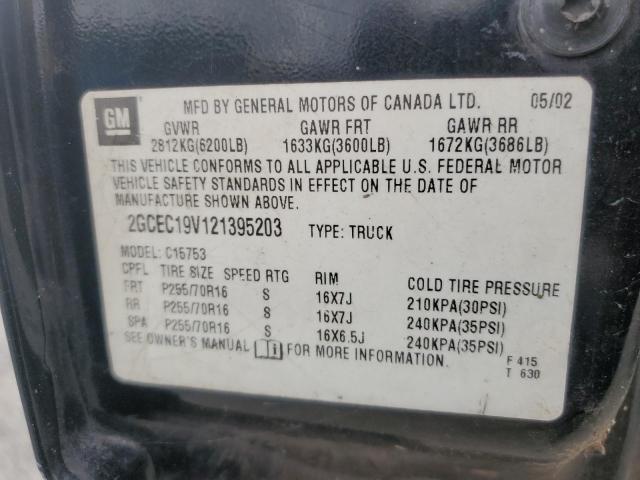 GM MFD BY GENERAL MOTORS OF CANADA LTD. 05/02
GVWR GAWR FRT GAWR RR
2812KG(6200LB) 1633KG(3600LB) 1672KG(3686LB)
THIS VEHICLE CONFORMS TO ALL APPLICABLE U.S. FEDERAL MOTOR
VEHICLE SAFETY STANDARDS IN EFFECT ON THE DATE OF
MANUFACTURE SHOWN ABOVE.
2GCEC19V121395203 TYPE: TRUCK
MODEL: C15753
CPFL TIRE SIZE SPEED RTG RIM COLD TIRE PRESSURE
FRT P255/70R16 S 16X7J 210KPA(30PSI)
RR P255/70R16 S 16X7J 240KPA(35PSI)
SPA P255/70R16 S 16X6.5J 240KPA(35PSI)
SEE OWNER'S MANUAL FOR MORE INFORMATION.
F 415
T 630